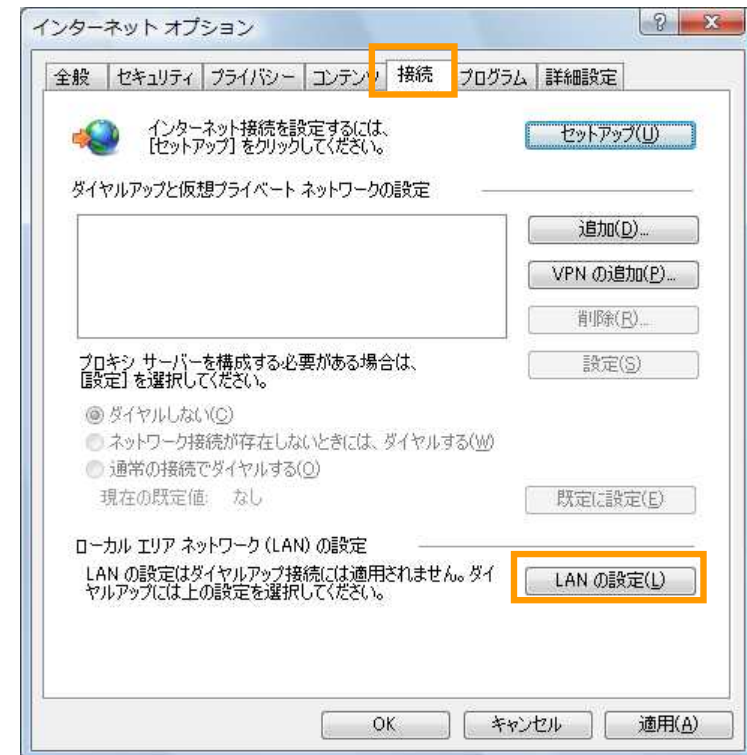 インターネット オプション
全般 セキュリティ プライバシー コンテンツ 接続 プログラム 詳細設定
インターネット接続を設定するには、
[セットアップ] をクリックしてください。
セットアップ(U)
ダイヤルアップと仮想プライベート ネットワークの設定
追加(D)...
VPN の追加(P)...
削除(R)...
プロキシ サーバーを構成する必要がある場合は、
[設定] を選択してください。
設定(S)
ダイヤルしない(C)
ネットワーク接続が存在しないときには、ダイヤルする(W)
通常の接続でダイヤルする(O)
現在の既定値: なし
既定に設定(E)
ローカル エリア ネットワーク (LAN) の設定
LAN の設定はダイヤルアップ接続には適用されません。ダイ
ヤルアップには上の設定を選択してください。
LAN の設定(L)
OK キャンセル 適用(A)